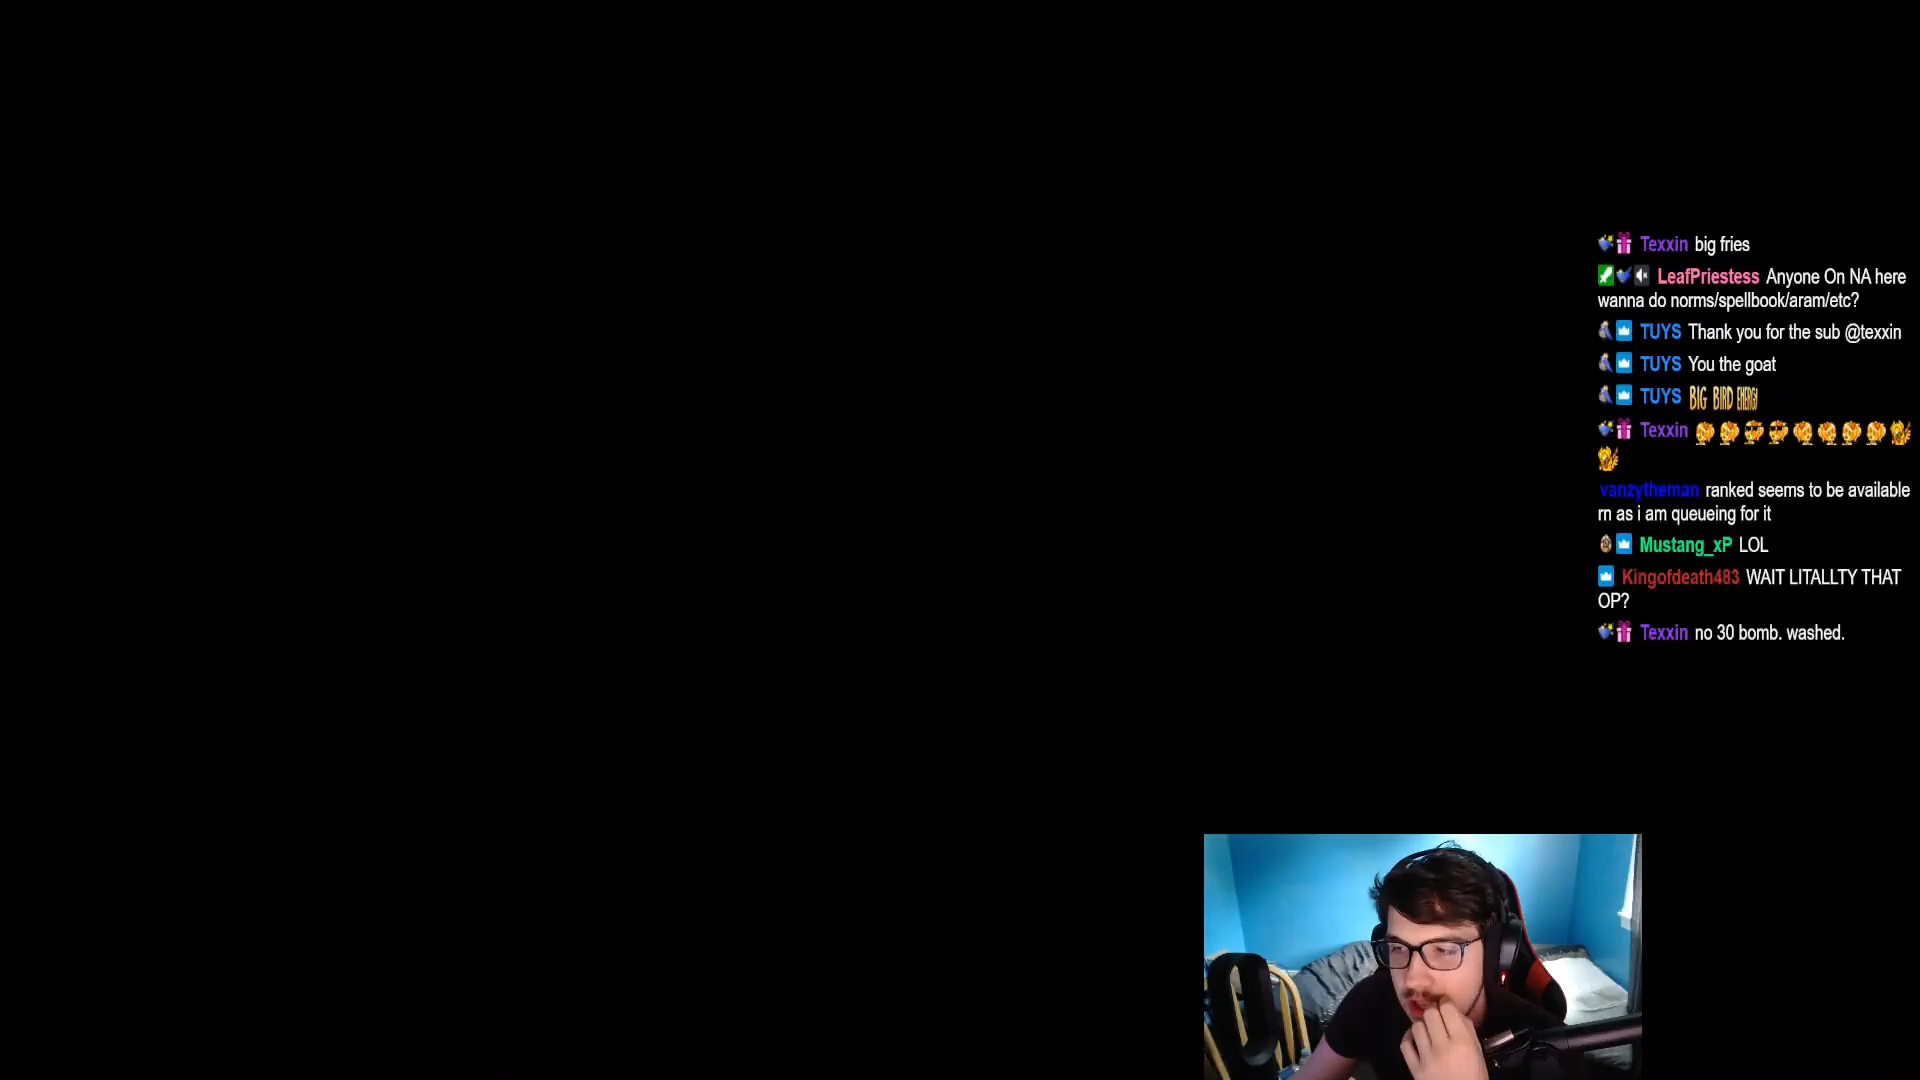 Texxin big fries
LeafPriestess Anyone On NA here
wanna do norms/spellbook/aram/etc?
TUYS Thank you for the sub @texxin
TUYS You the goat
TUYS BIG BIRD ENERGY
Texxin
vanzytheman ranked seems to be available
rn as i am queueing for it
Mustang_xP LOL
Kingofdeath483 WAIT LITALLTY THAT
OP?
Texxin no 30 bomb. washed.